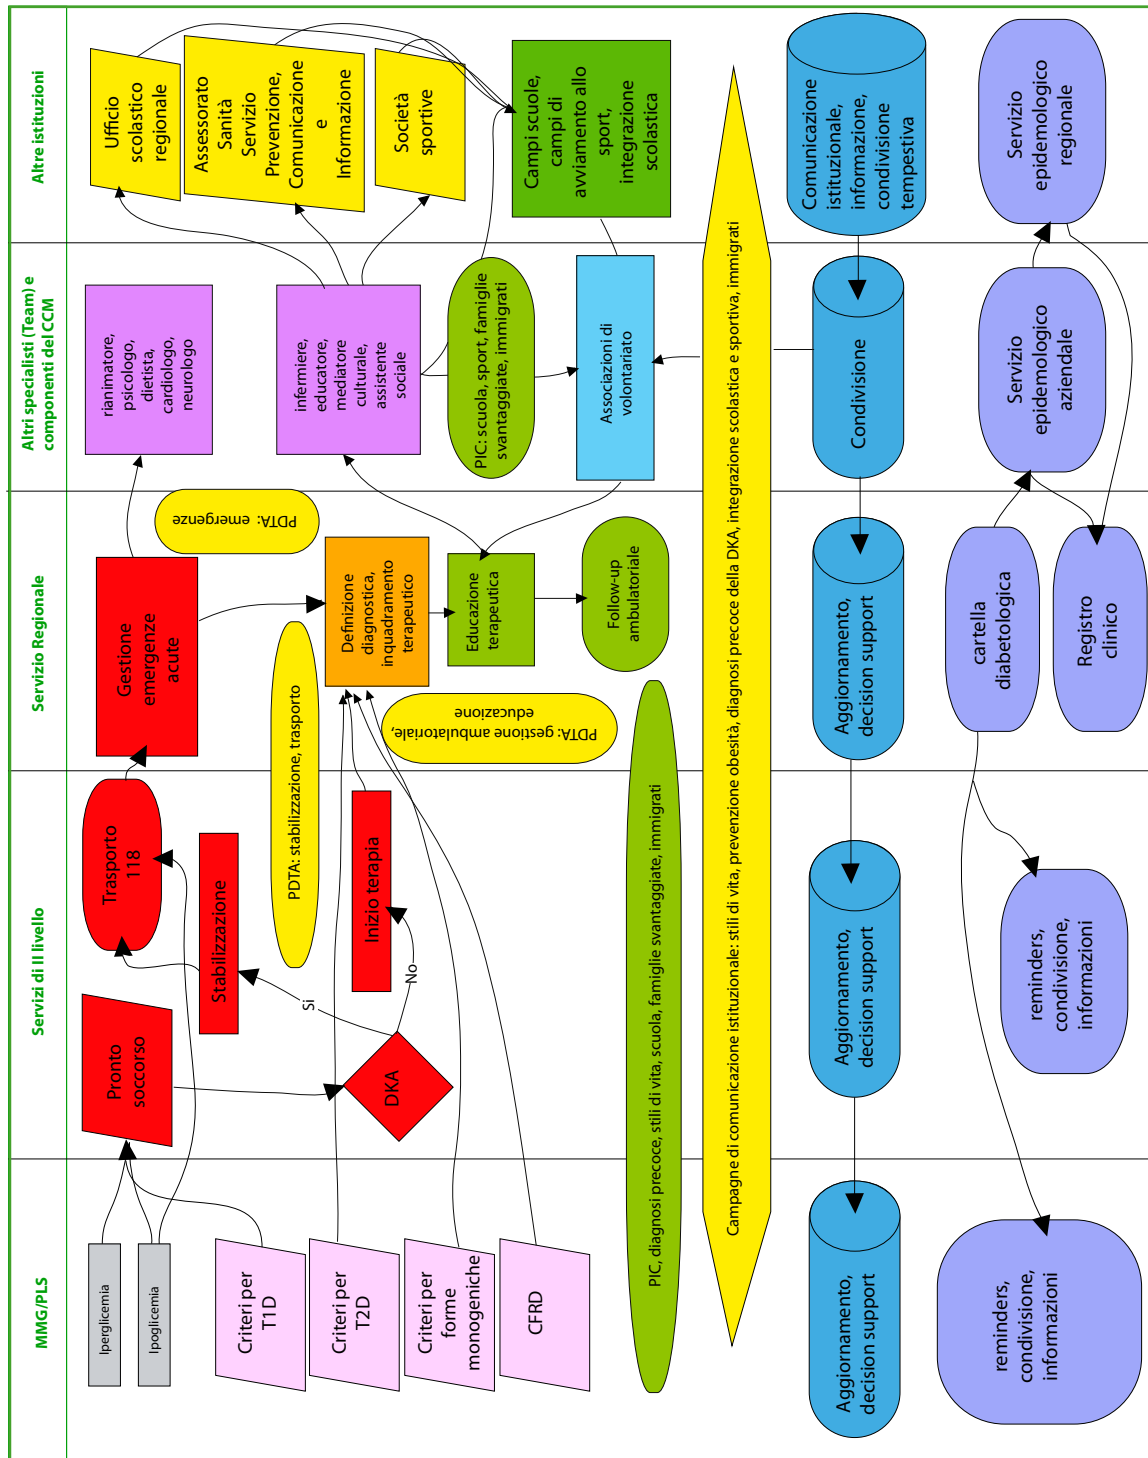 MMG/PLS
Servizi di II livello
Servizio Regionale
Altri specialisti (Team) e
componenti del CCM
Altre istituzioni
Iperglicemia
Ipoglicemia
Criteri per
T1D
Criteri per
T2D
Criteri per
forme
monogeniche
CFRD
Pronto
soccorso
Trasporto
118
Stabilizzazione
DKA
Si
No
Inizio terapia
PDTA: stabilizzazione, trasporto
Gestione
emergenze
acute
PDTA: emergenze
Definizione
diagnostica,
inquadramento
terapeutico
PDTA: gestione ambulatoriale,
educazione
Educazione
terapeutica
Follow-up
ambulatoriale
rianimatore,
psicologo,
dietista,
cardiologo,
neurologo
infermiere,
educatore,
mediatore
culturale,
assistente
sociale
PIC: scuola, sport, famiglie
svantaggiate, immigrati
Associazioni di
volontariato
Ufficio
scolastico
regionale
Assessorato
Sanità
Servizio
Prevenzione,
Comunicazione
e
Informazione
Società
sportive
Campi scuole,
campi di
avviamento allo
sport,
integrazione
scolastica
PIC, diagnosi precoce, stili di vita, scuola, famiglie svantaggiate, immigrati
Campagne di comunicazione istituzionale: stili di vita, prevenzione obesità, diagnosi precoce della DKA, integrazione scolastica e sportiva, immigrati
Aggiornamento,
decision support
Aggiornamento,
decision support
Aggiornamento,
decision support
Condivisione
Comunicazione
istituzionale,
informazione,
condivisione
tempestiva
reminders,
condivisione,
informazioni
reminders,
condivisione,
informazioni
cartella
diabetologica
Registro
clinico
Servizio
epidemologico
aziendale
Servizio
epidemologico
regionale